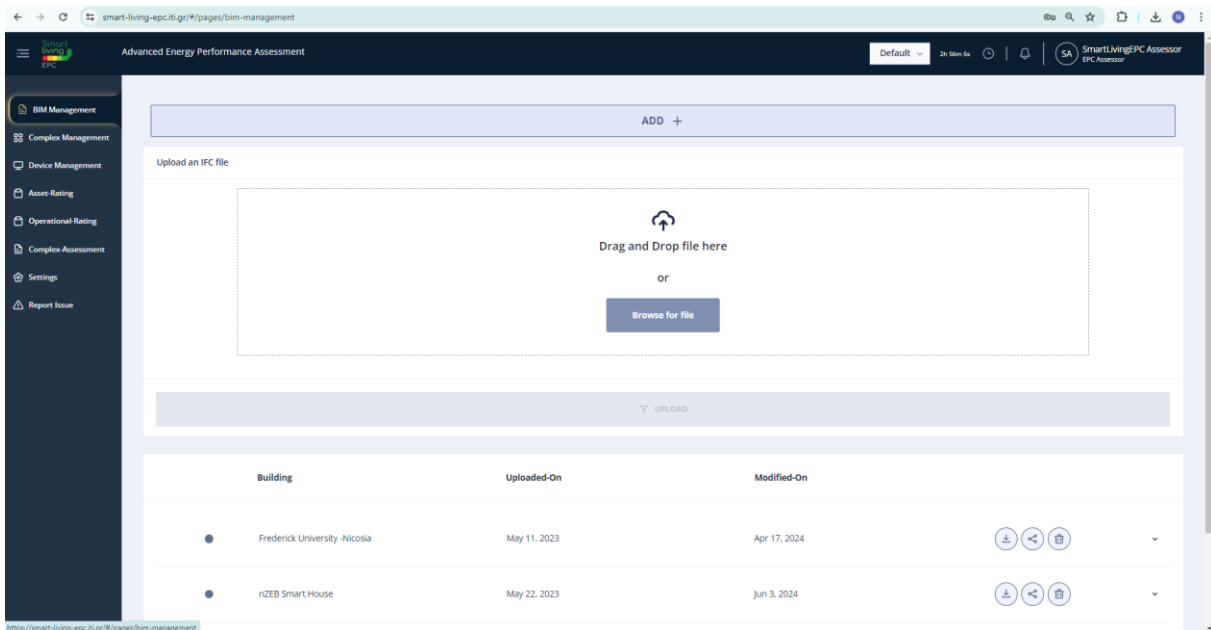 smart-living-epc.iti.gr/#/pages/bim-management
Smart
living
EPC
Advanced Energy Performance Assessment
Default
2h 56m 6s
SA
SmartLivingEPC Assessor
EPC Assessor
N
BIM Management
Complex Management
Device Management
Asset-Rating
Operational-Rating
Complex-Assessment
Settings
Report Issue
ADD +
Upload an IFC file
Drag and Drop file here
or
Browse for file
UPLOAD
Building Uploaded-On Modified-On
Frederick University -Nicosia May 11, 2023 Apr 17, 2024
nZEB Smart House May 22, 2023 Jun 3, 2024
https://smart-living-epc.iti.gr/#/pages/bim-management